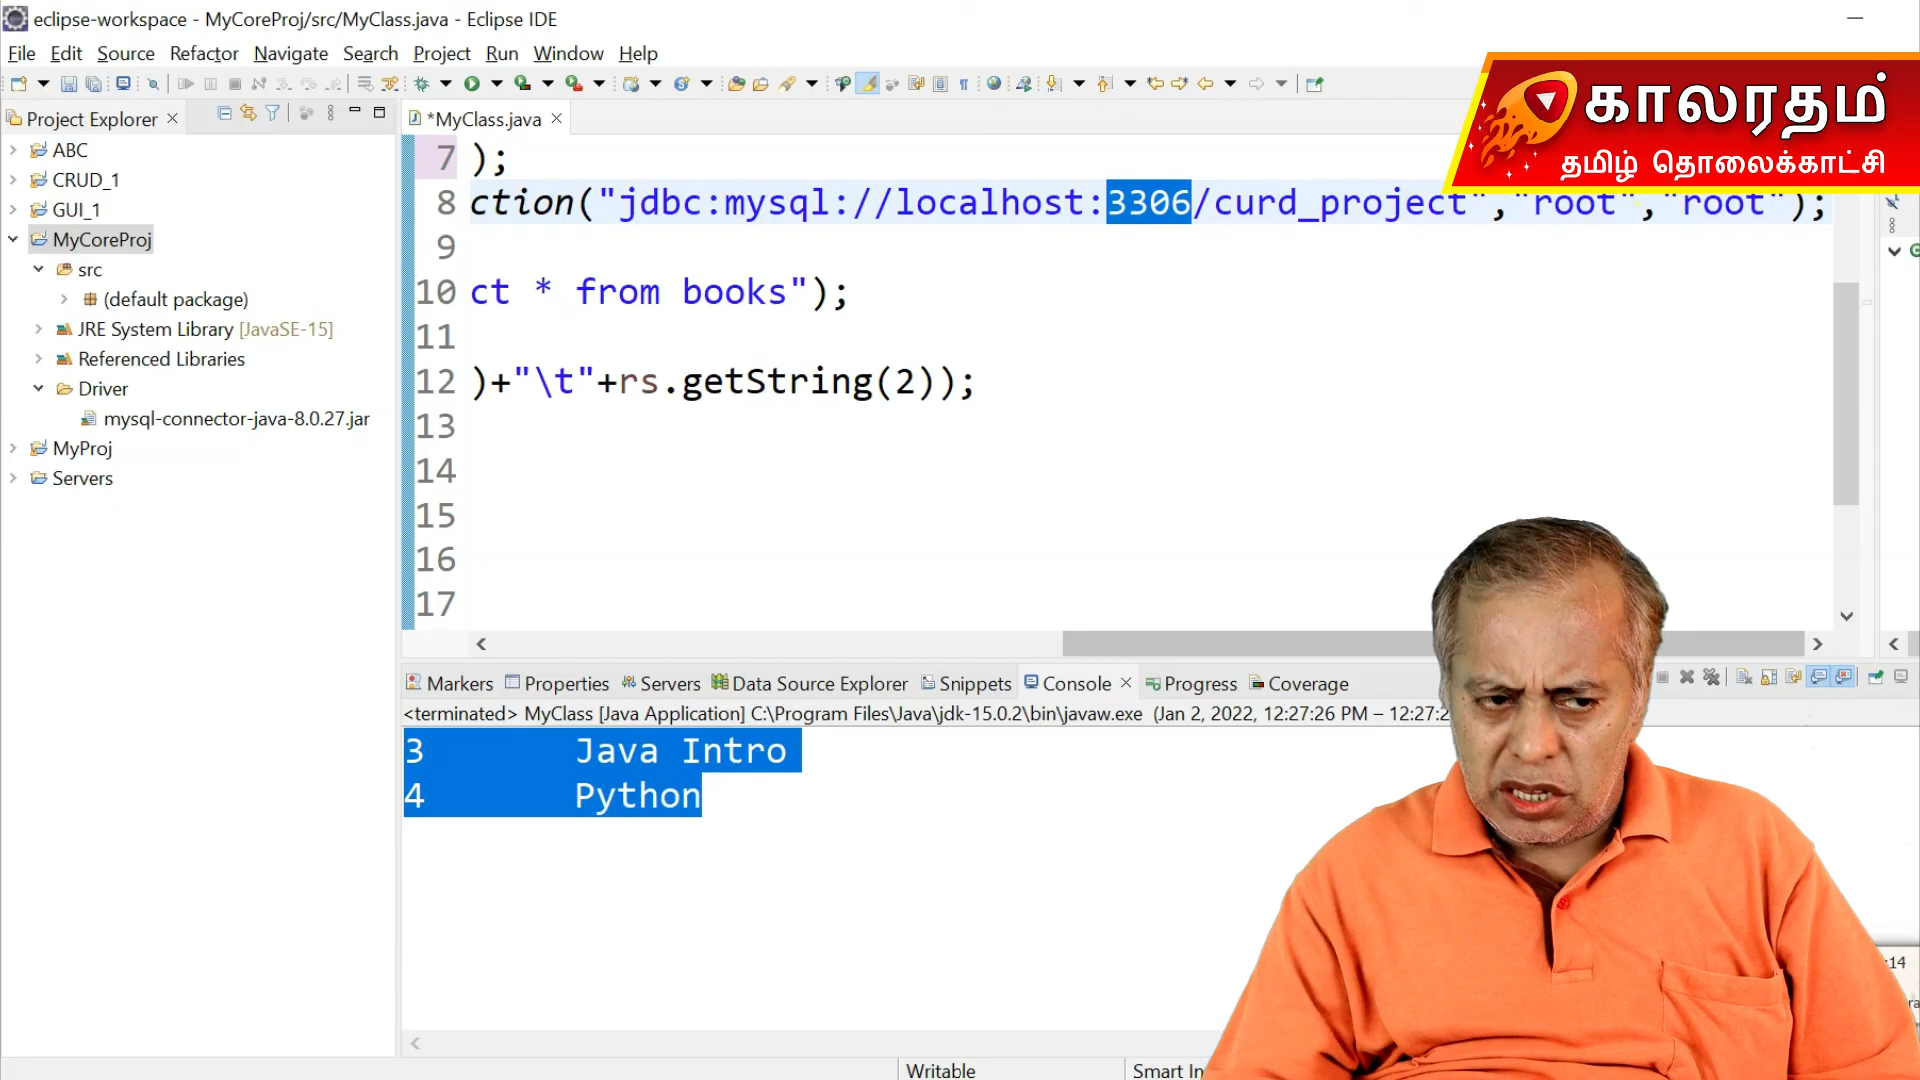 eclipse-workspace - MyCoreProj/src/MyClass.java - Eclipse IDE
File Edit Source Refactor Navigate Search Project Run Window Help
காலரதம்
தமிழ் தொலைக்காட்சி
Project Explorer
*MyClass.java
ABC
CRUD_1
GUI_1
MyCoreProj
src
(default package)
JRE System Library [JavaSE-15]
Referenced Libraries
Driver
mysql-connector-java-8.0.27.jar
MyProj
Servers
7 );
8 ction("jdbc:mysql://localhost:3306/curd_project","root","root");
9
10 ct * from books");
11
12 )+"\t"+rs.getString(2));
13
14
15
16
17
Markers Properties Servers Data Source Explorer Snippets Console Progress Coverage
<terminated> MyClass [Java Application] C:\Program Files\Java\jdk-15.0.2\bin\javaw.exe (Jan 2, 2022, 12:27:26 PM – 12:27:2
3 Java Intro
4 Python
:14
Writable
Smart In